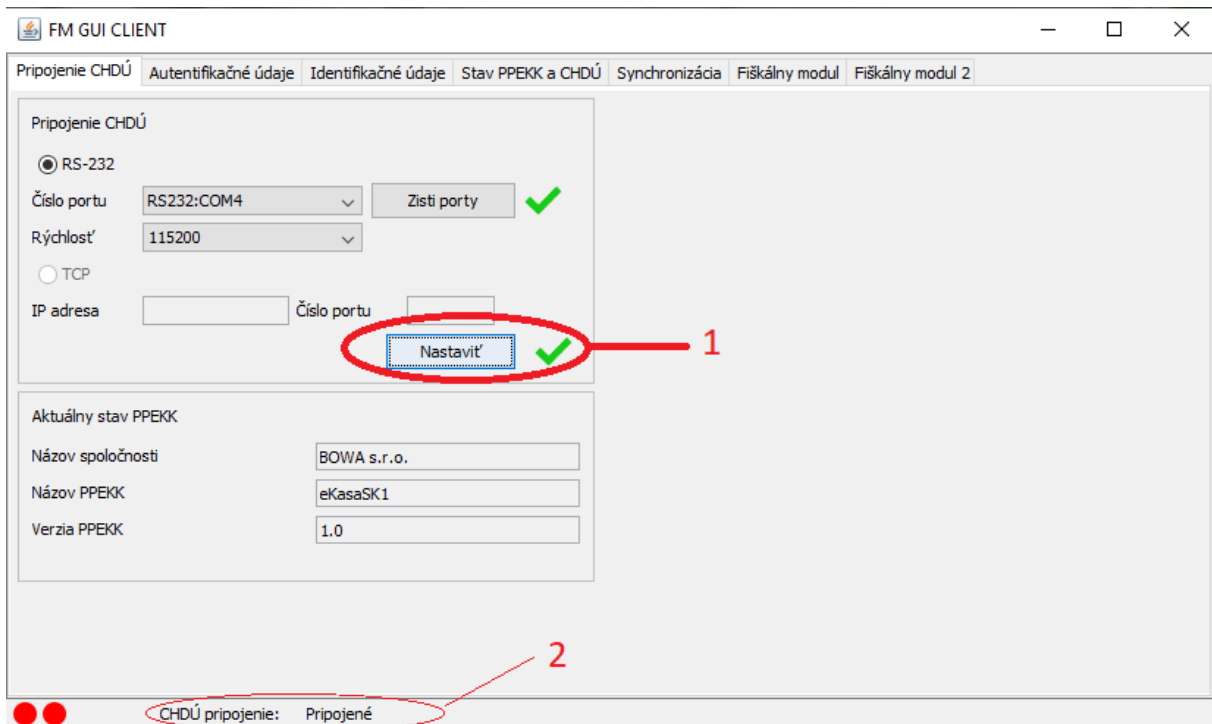 FM GUI CLIENT
Pripojenie CHDÚ Autentifikačné údaje Identifikačné údaje Stav PPEKK a CHDÚ Synchronizácia Fiškálny modul Fiškálny modul 2
Pripojenie CHDÚ
RS-232
Číslo portu RS232:COM4 Zisti porty
Rýchlosť 115200
TCP
IP adresa Číslo portu
Nastaviť 1
Aktuálny stav PPEKK
Názov spoločnosti BOWA s.r.o.
Názov PPEKK eKasaSK1
Verzia PPEKK 1.0
2
CHDÚ pripojenie: Pripojené